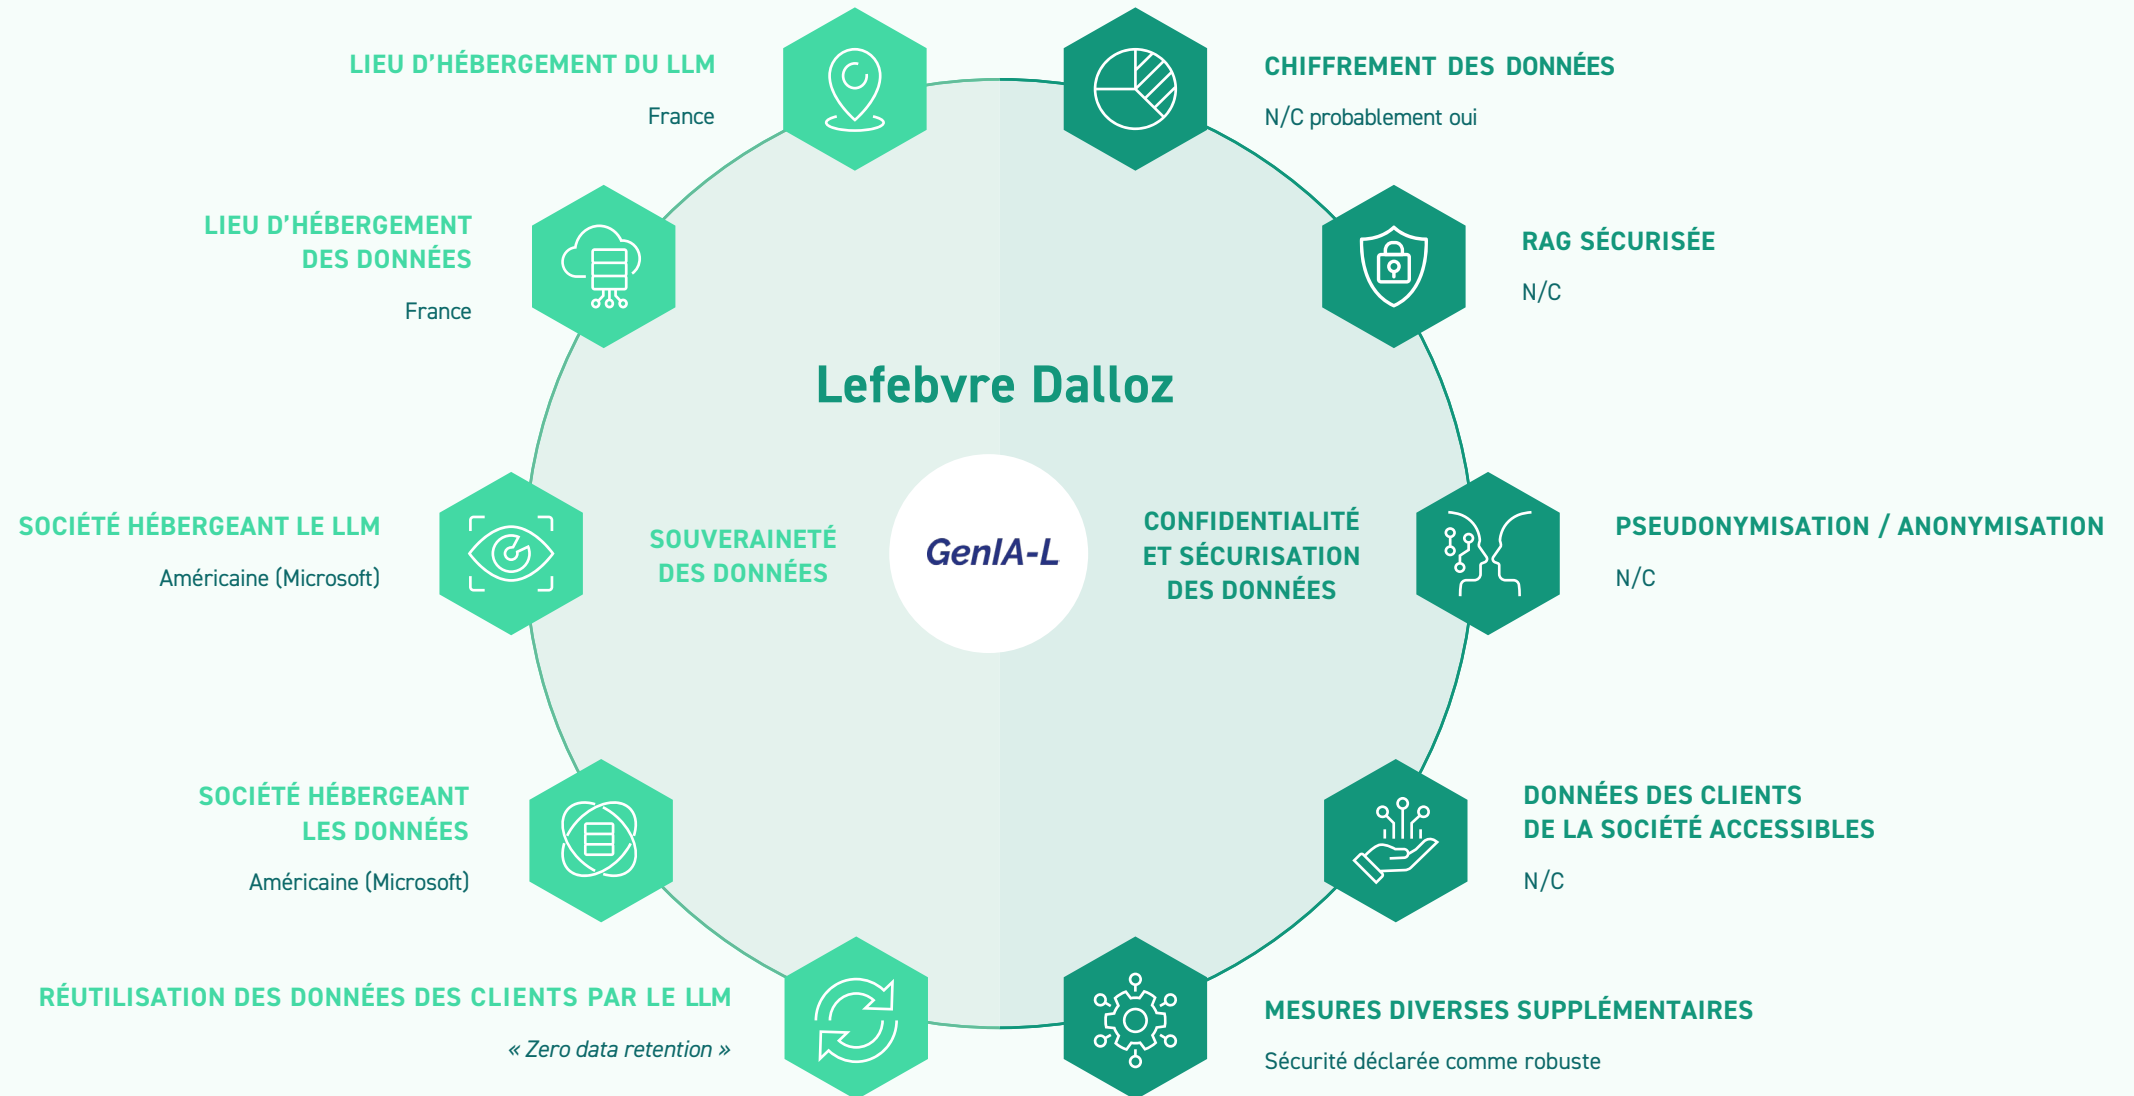 LIEU D’HÉBERGEMENT DU LLM
France
LIEU D’HÉBERGEMENT
DES DONNÉES
France
SOCIÉTÉ HÉBERGEANT LE LLM
Américaine (Microsoft)
SOCIÉTÉ HÉBERGEANT
LES DONNÉES
Américaine (Microsoft)
RÉUTILISATION DES DONNÉES DES CLIENTS PAR LE LLM
« Zero data retention »
Lefebvre Dalloz
SOUVERAINETÉ
DES DONNÉES
GenIA-L
CONFIDENTIALITÉ
ET SÉCURISATION
DES DONNÉES
CHIFFREMENT DES DONNÉES
N/C probablement oui
RAG SÉCURISÉE
N/C
PSEUDONYMISATION / ANONYMISATION
N/C
DONNÉES DES CLIENTS
DE LA SOCIÉTÉ ACCESSIBLES
N/C
MESURES DIVERSES SUPPLÉMENTAIRES
Sécurité déclarée comme robuste